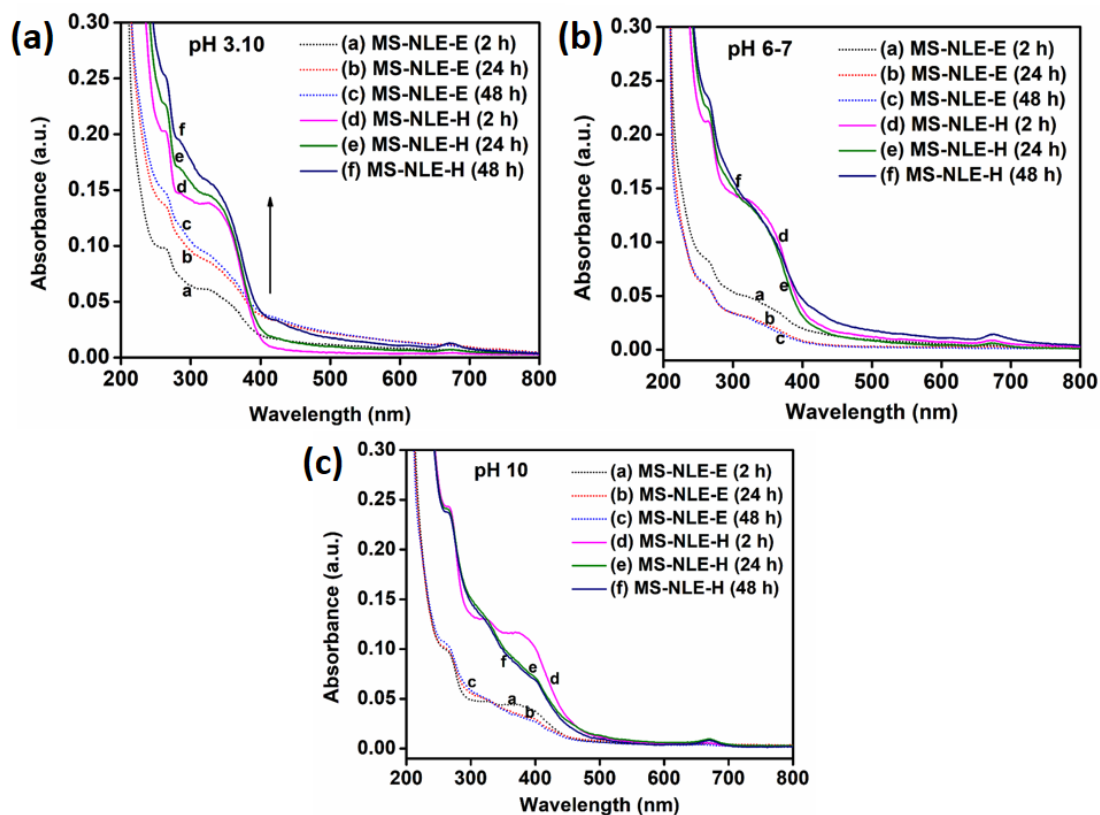 (a)
pH 3.10
(a) MS-NLE-E (2 h)
(b) MS-NLE-E (24 h)
(c) MS-NLE-E (48 h)
(d) MS-NLE-H (2 h)
(e) MS-NLE-H (24 h)
(f) MS-NLE-H (48 h)
f
e
d
c
b
a
0.30
0.25
0.20
0.15
0.10
0.05
0.00
200 300 400 500 600 700 800
Absorbance (a.u.)
Wavelength (nm)
(b)
pH 6-7
(a) MS-NLE-E (2 h)
(b) MS-NLE-E (24 h)
(c) MS-NLE-E (48 h)
(d) MS-NLE-H (2 h)
(e) MS-NLE-H (24 h)
(f) MS-NLE-H (48 h)
f
d
e
a
b
c
0.30
0.25
0.20
0.15
0.10
0.05
0.00
200 300 400 500 600 700 800
Absorbance (a.u.)
Wavelength (nm)
(c)
pH 10
(a) MS-NLE-E (2 h)
(b) MS-NLE-E (24 h)
(c) MS-NLE-E (48 h)
(d) MS-NLE-H (2 h)
(e) MS-NLE-H (24 h)
(f) MS-NLE-H (48 h)
f
e
d
c
a
b
0.30
0.25
0.20
0.15
0.10
0.05
0.00
200 300 400 500 600 700 800
Absorbance (a.u.)
Wavelength (nm)